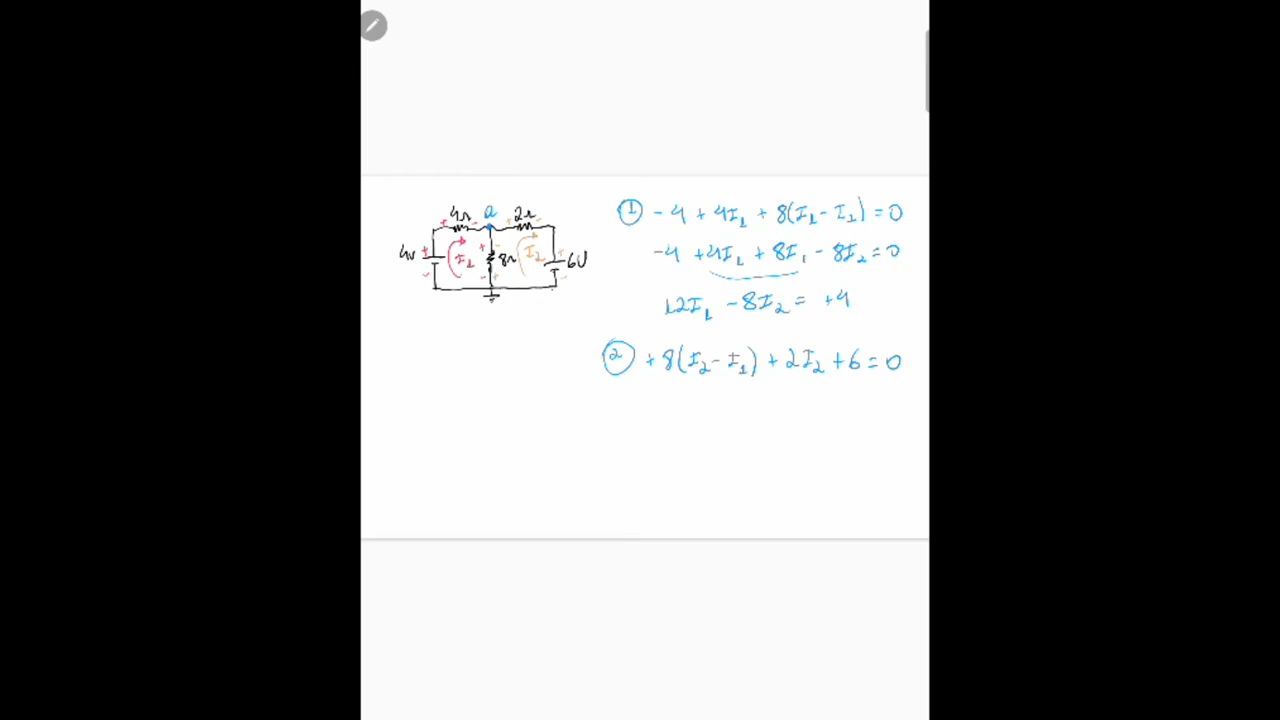 4Ω a 2Ω
4v + I₁ 8Ω I₂ 6V
① -4 + 4I₁ + 8(I₁ - I₂) = 0
-4 + 4I₁ + 8I₁ - 8I₂ = 0
12I₁ - 8I₂ = +4
② +8(I₂ - I₁) + 2I₂ + 6 = 0